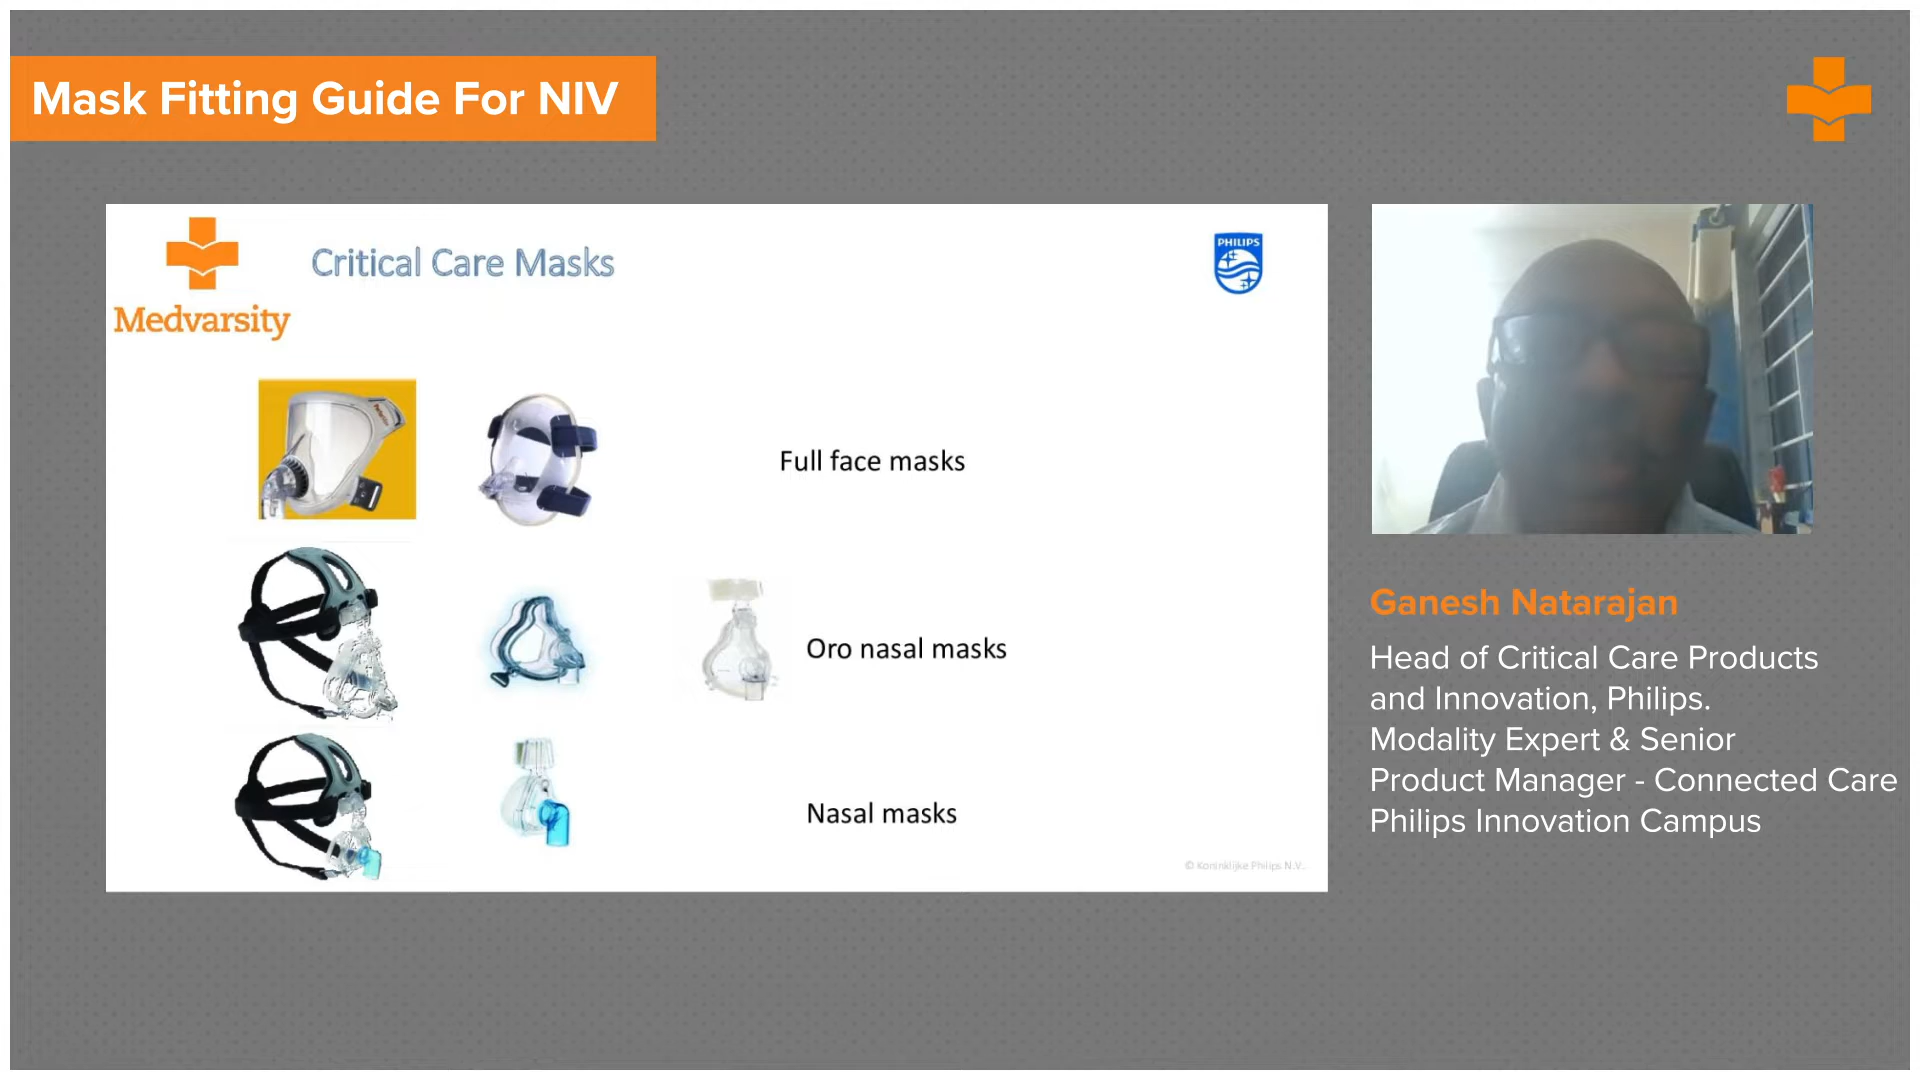 Mask Fitting Guide For NIV
Medvarsity
Critical Care Masks
PHILIPS
Full face masks
Oro nasal masks
Nasal masks
© Koninklijke Philips N.V.
Ganesh Natarajan
Head of Critical Care Products
and Innovation, Philips.
Modality Expert & Senior
Product Manager - Connected Care
Philips Innovation Campus